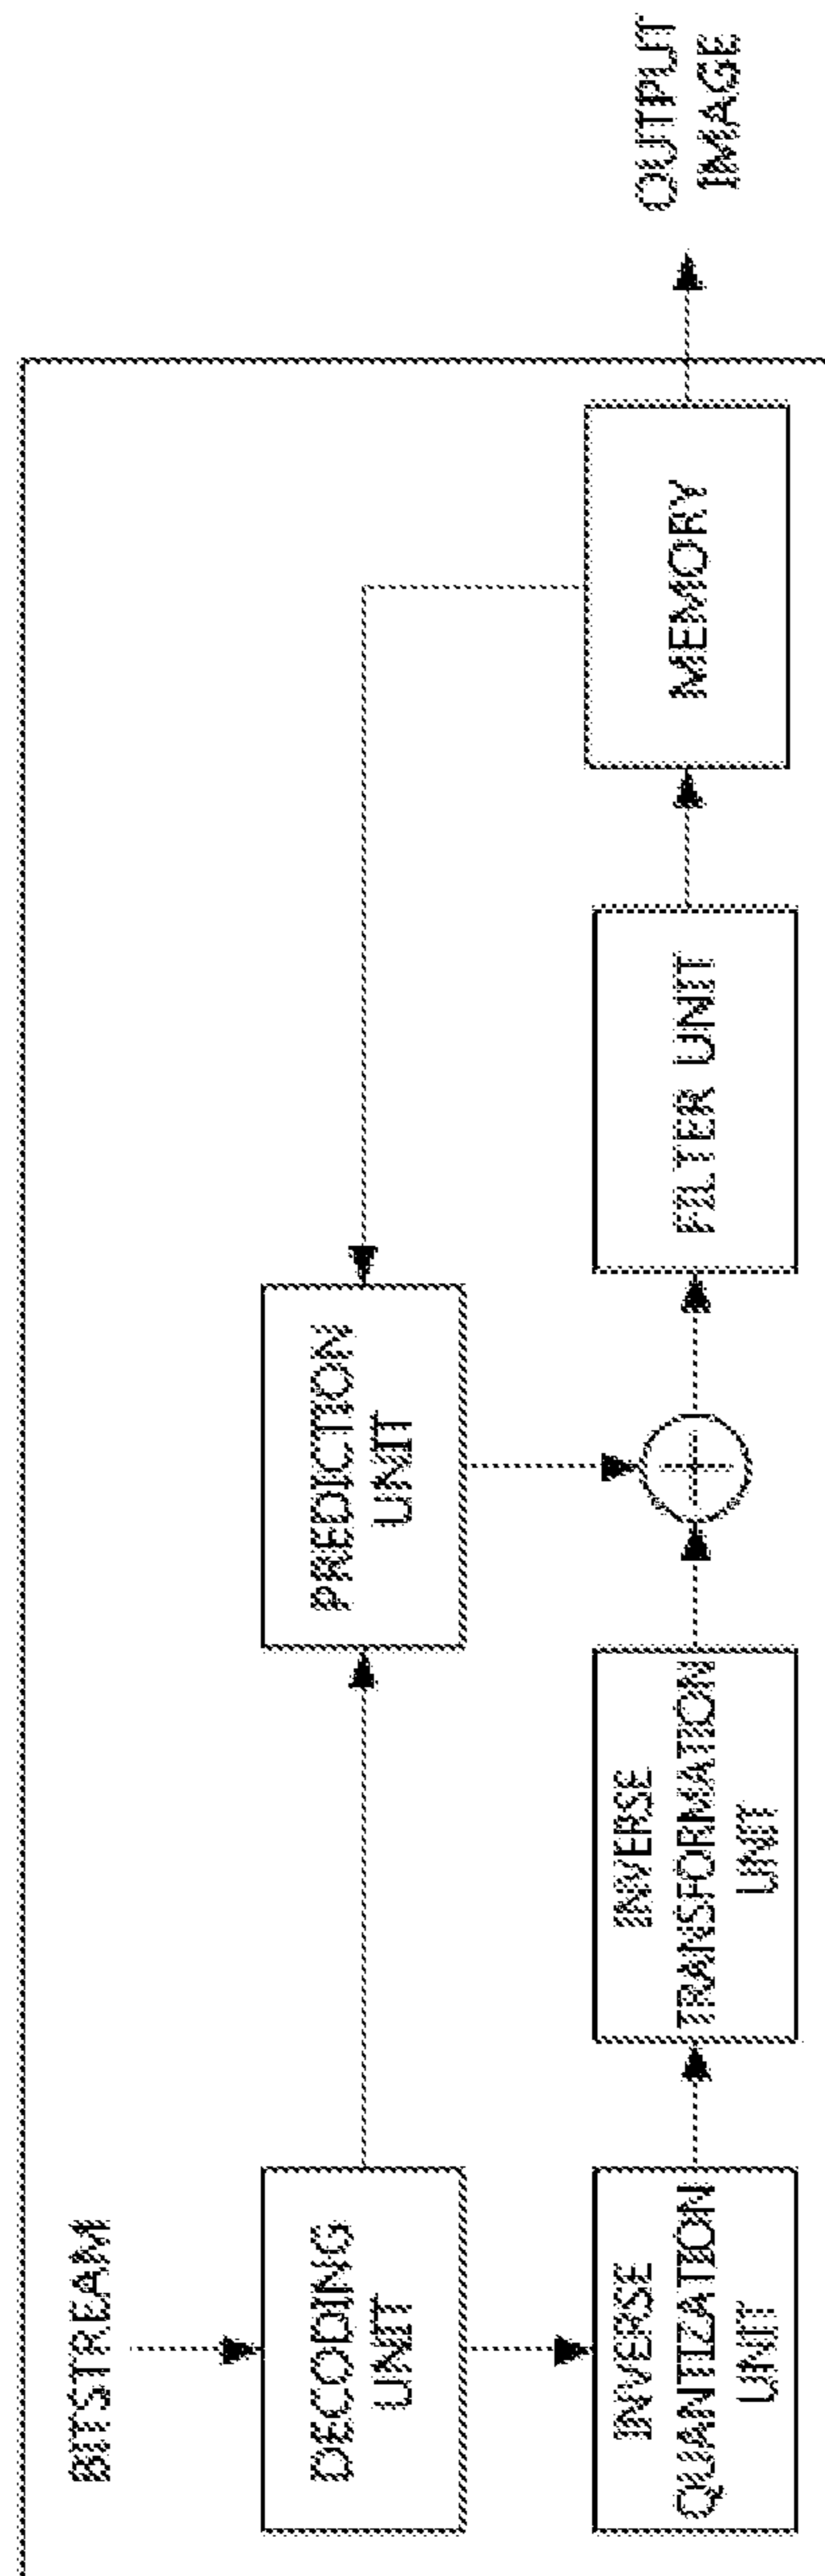 BITSTREAM
DECODING
UNIT
PREDICTION
UNIT
INVERSE
QUANTIZATION
UNIT
INVERSE
TRANSFORMATION
UNIT
FILTER UNIT
MEMORY
OUTPUT
IMAGE